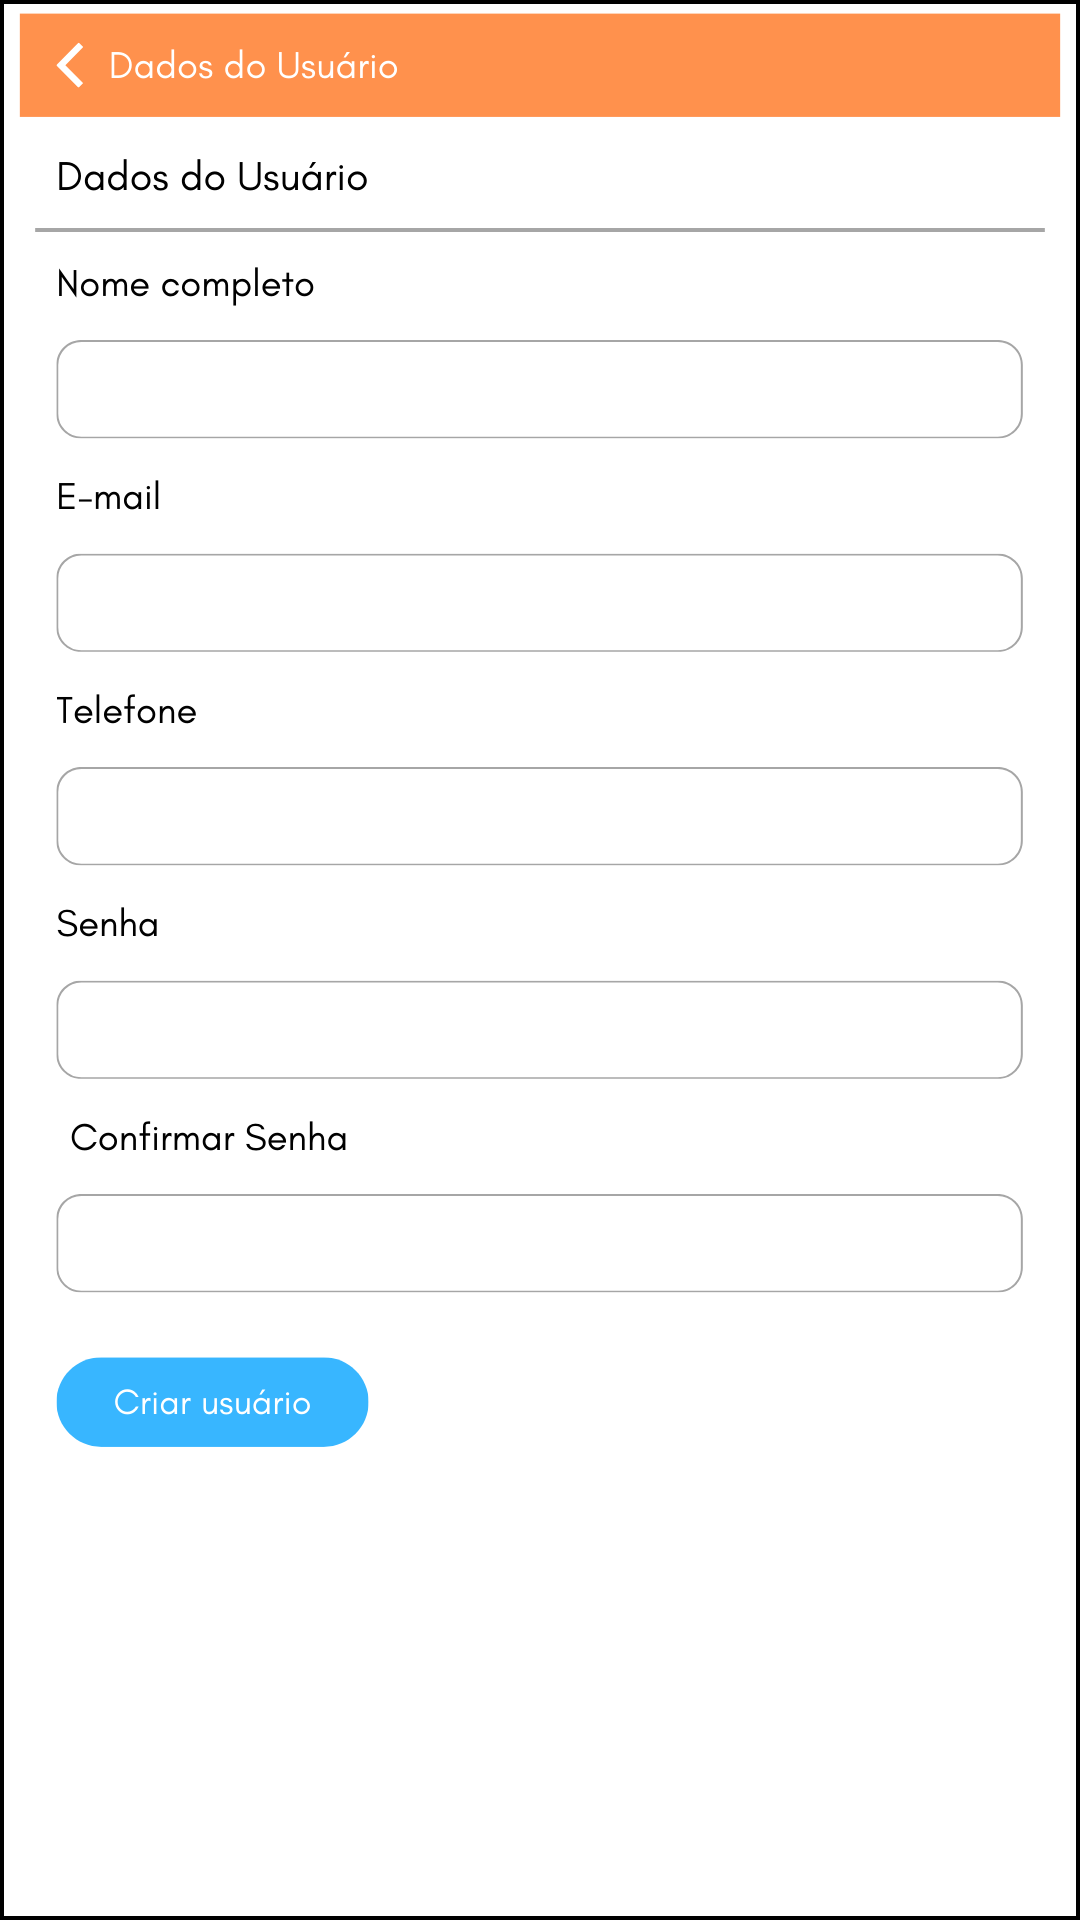 Dados do Usuário
Dados do Usuário
Nome completo
E-mail
Telefone
Senha
Confirmar Senha
Criar usuário